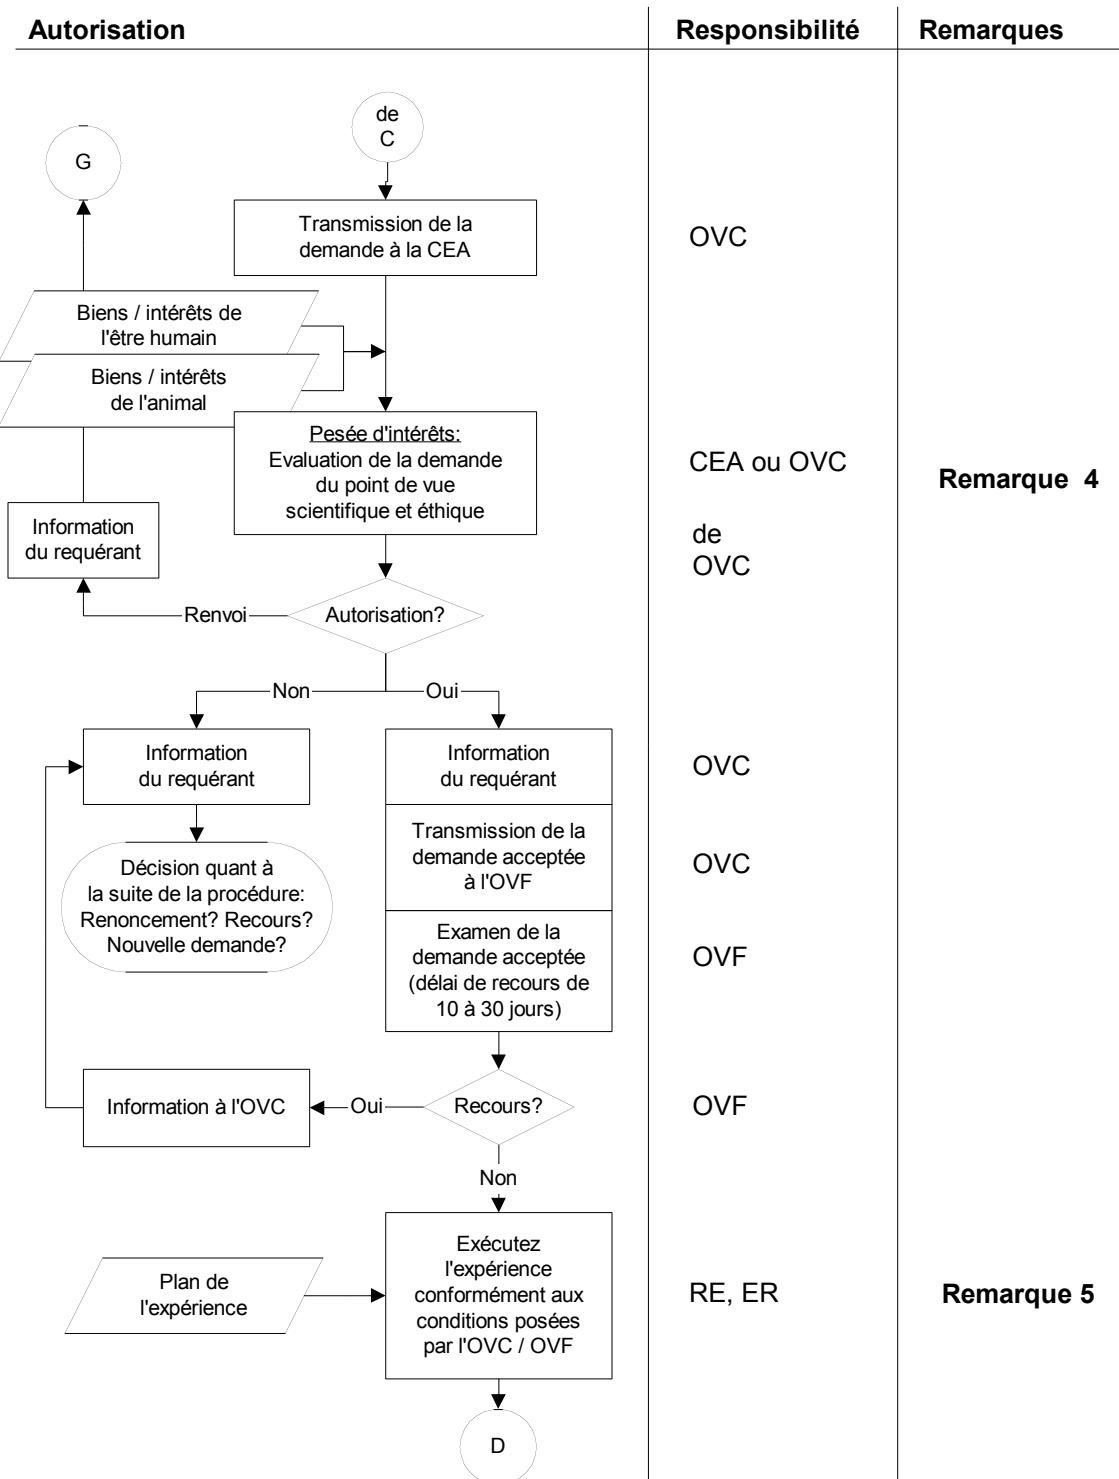 Autorisation
Responsibilité
Remarques
de
C
G
Transmission de la
demande à la CEA
OVC
Biens / intérêts de
l'être humain
Biens / intérêts
de l'animal
Pesée d'intérêts:
Evaluation de la demande
du point de vue
scientifique et éthique
CEA ou OVC
Remarque 4
Information
du requérant
de
OVC
Renvoi
Autorisation?
Non
Oui
Information
du requérant
Information
du requérant
OVC
Transmission de la
demande acceptée
à l'OVF
OVC
Décision quant à
la suite de la procédure:
Renoncement? Recours?
Nouvelle demande?
Examen de la
demande acceptée
(délai de recours de
10 à 30 jours)
OVF
Information à l'OVC
Oui
Recours?
OVF
Non
Plan de
l'expérience
Exécutez
l'expérience
conformément aux
conditions posées
par l'OVC / OVF
RE, ER
Remarque 5
D